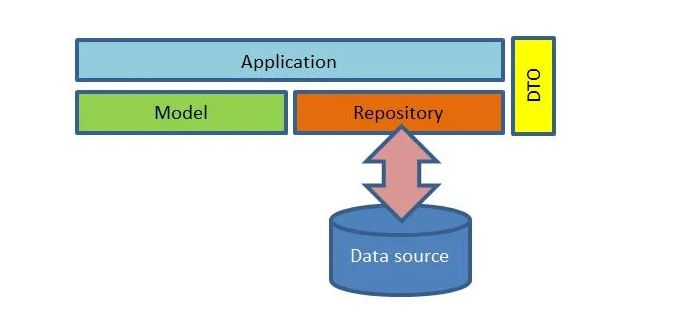 Application
DTO
Model
Repository
Data source